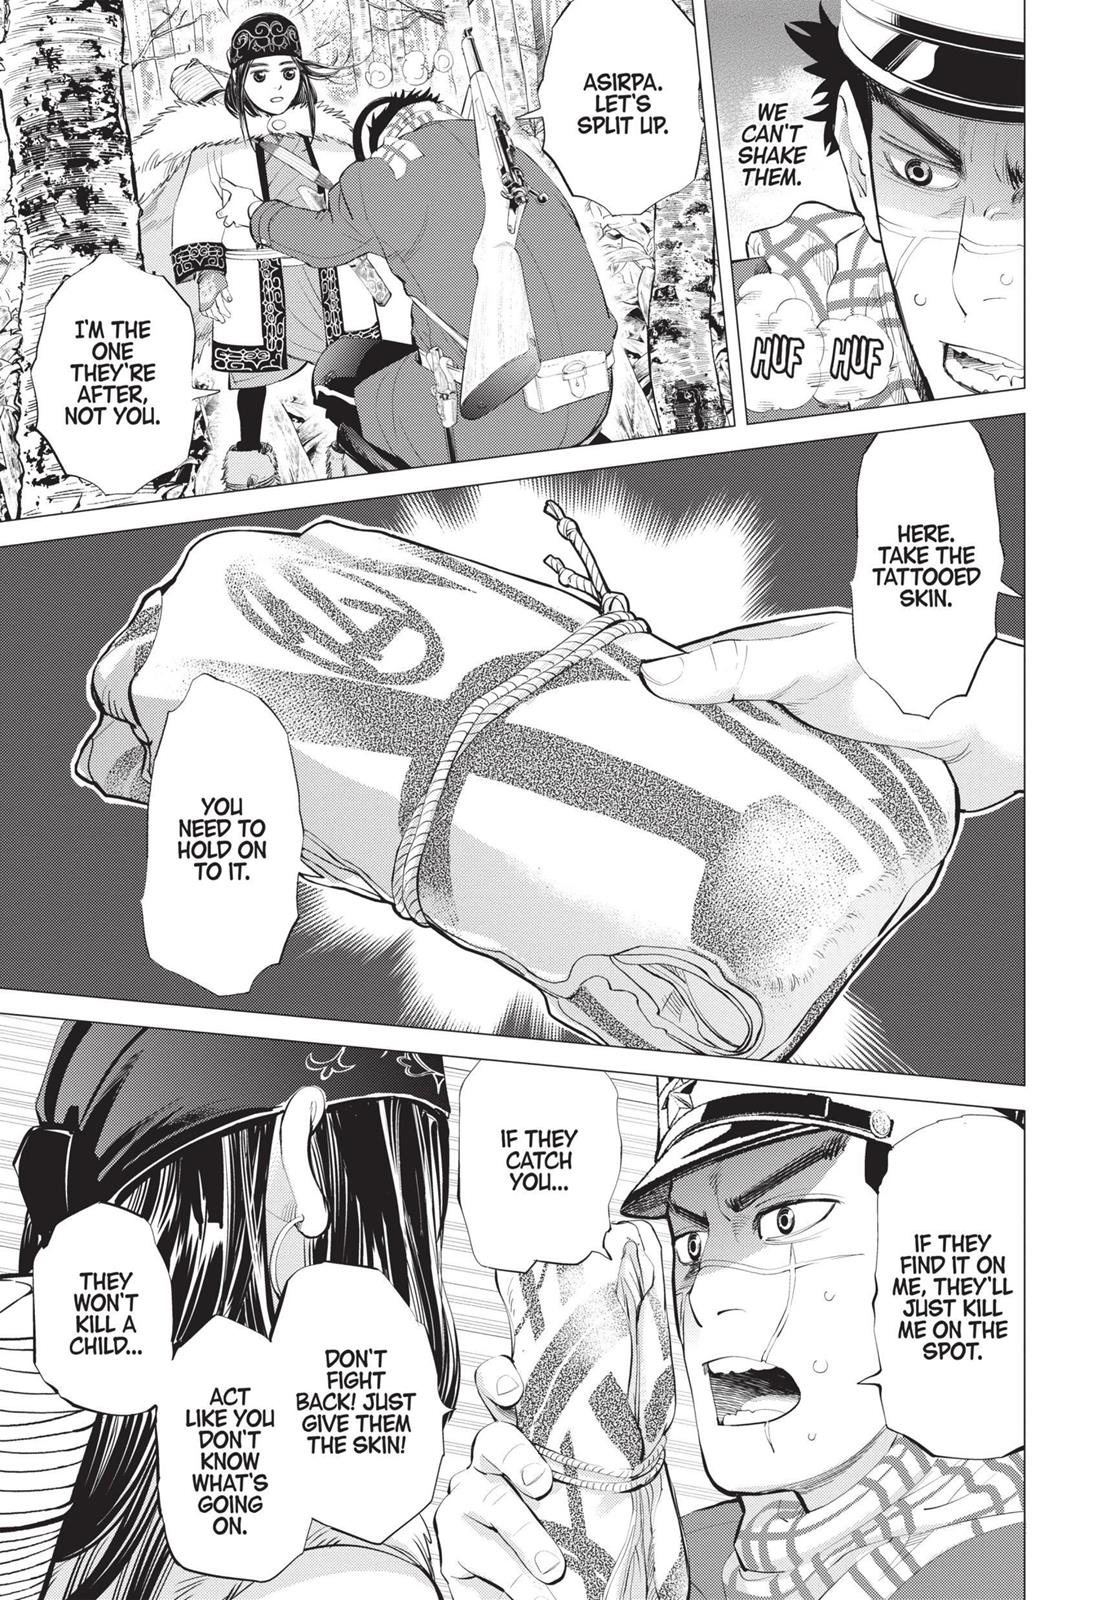 WE
CAN'T
SHAKE
THEM.
HUF
HUF
ASIRPA.
LET'S
SPLIT UP.
I'M THE
ONE
THEY'RE
AFTER,
NOT YOU.
HERE.
TAKE THE
TATTOOED
SKIN.
YOU
NEED TO
HOLD ON
TO IT.
IF THEY
FIND IT ON
ME, THEY'LL
JUST KILL
ME ON THE
SPOT.
IF THEY
CATCH
YOU...
DON'T
FIGHT
BACK! JUST
GIVE THEM
THE SKIN!
THEY
WON'T
KILL A
CHILD...
ACT
LIKE YOU
DON'T
KNOW
WHAT'S
GOING
ON.